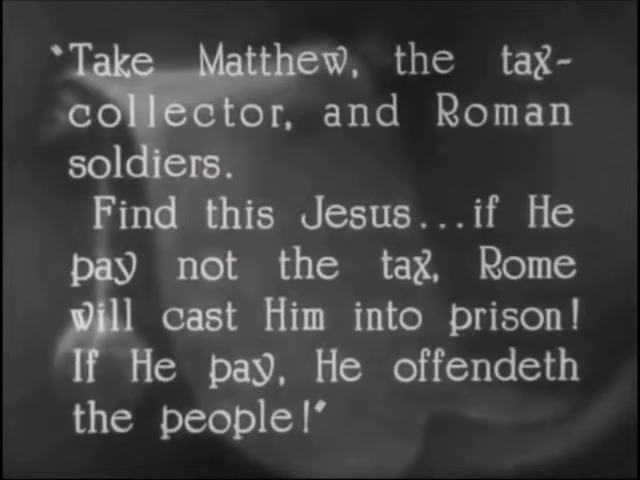 "Take Matthew, the tax-
collector, and Roman
soldiers.
Find this Jesus...if He
pay not the tax, Rome
will cast Him into prison!
If He pay, He offendeth
the people!"